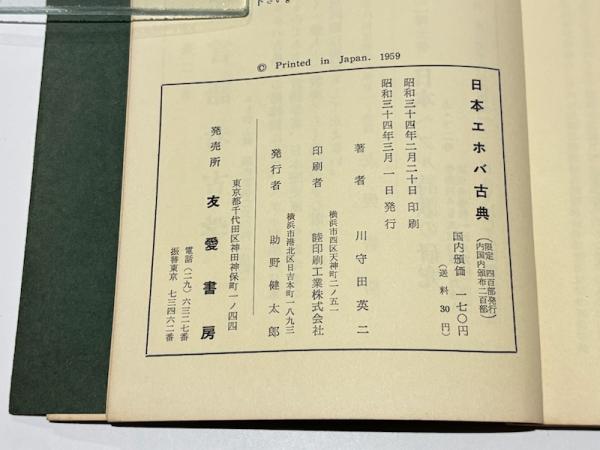 下さい。
© Printed in Japan. 1959
日本エホバ古典
(限定 四百部発行
内国内頒布二百部)
国内頒価 一七〇円
(送料30円)
昭和三十四年二月二十日 印刷
昭和三十四年三月 一日 発行
著者 川守田英二
横浜市西区天神町二ノ五一
印刷者 睦印刷工業株式会社
横浜市港北区日吉本町一八九三
発行者 助野健太郎
東京都千代田区神田神保町一ノ四四
発売所 友愛書房
電話(二九)六三二七番
振替東京 七三四六二番